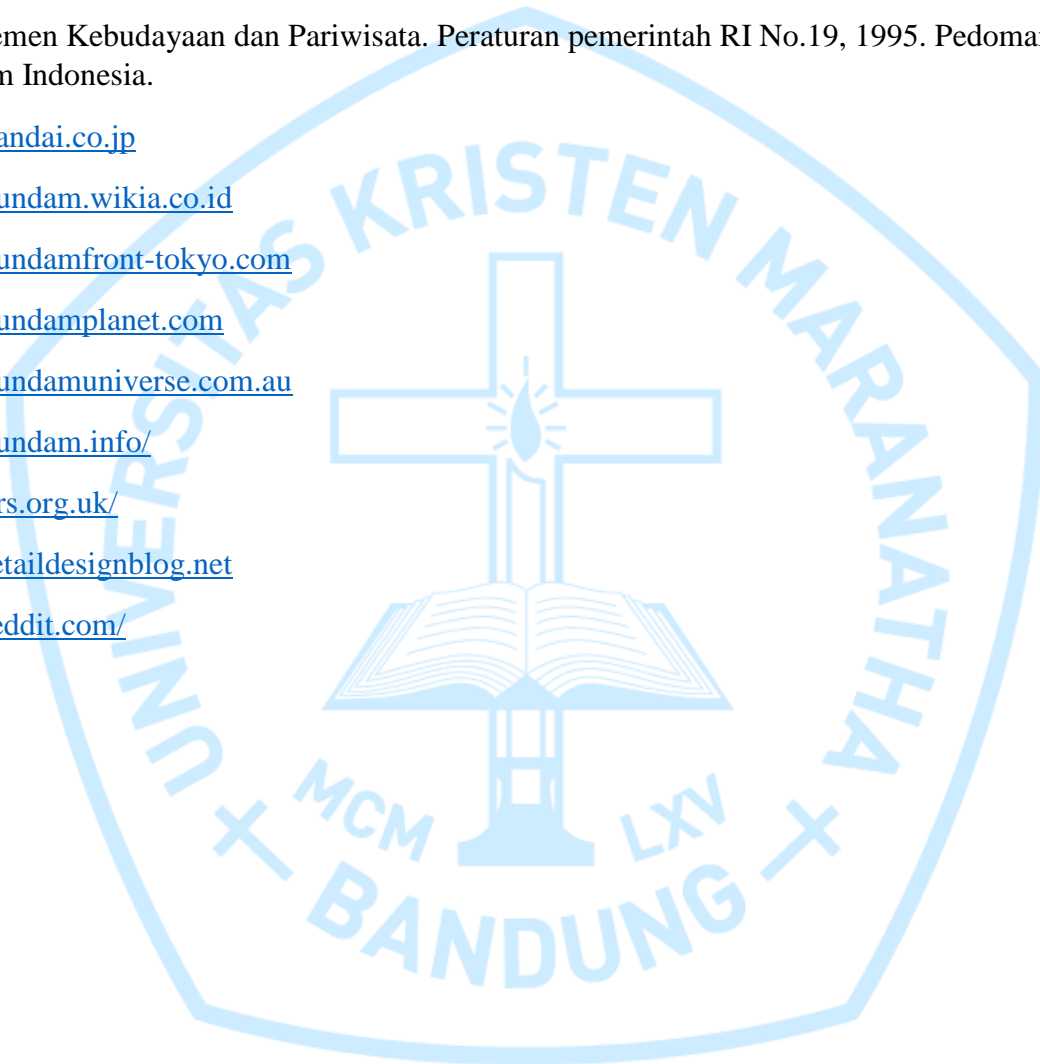 emen Kebudayaan dan Pariwisata. Peraturan pemerintah RI No.19, 1995. Pedoma
m Indonesia.
andai.co.jp
undam.wikia.co.id
undamfront-tokyo.com
undamplanet.com
undamuniverse.com.au
undam.info/
rs.org.uk/
etaildesignblog.net
eddit.com/
UNIVERSITAS KRISTEN MARANATHA
MCM LXV
BANDUNG